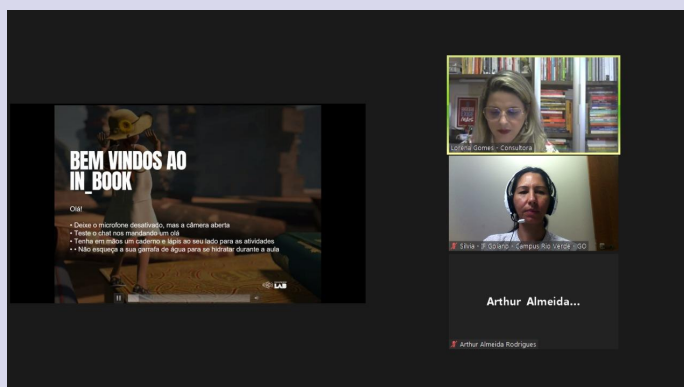 BEM VINDOS AO
IN_BOOK
Olá!
• Deixe o microfone desativado, mas a câmera aberta
• Teste o chat nos mandando um olá
• Tenha em mãos um caderno e lápis ao seu lado para as atividades
• • Não esqueça a sua garrafa de água para se hidratar durante a aula
LAB
Lorena Gomes - Consultora
Silvia - IF Goiano - Campus Rio Verde - GO
Arthur Almeida...
Arthur Almeida Rodrigues